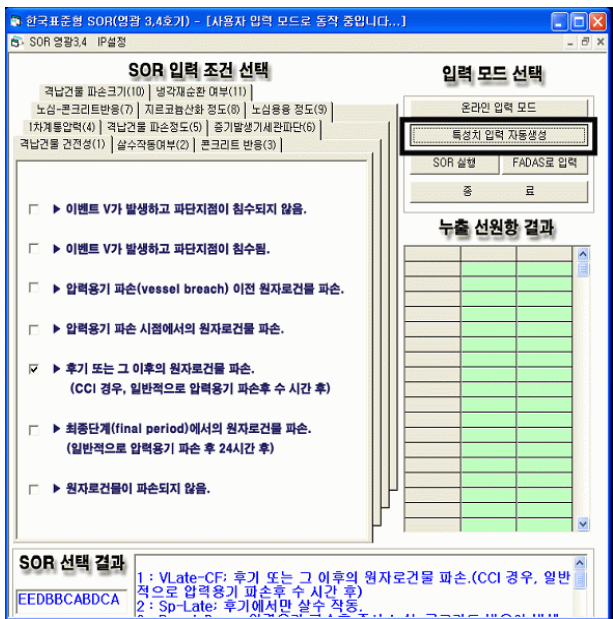 한국표준형 SOR(영광 3,4호기) - [사용자 입력 모드로 동작 중입니다...]
SOR 영광3,4 IP설정
SOR 입력 조건 선택
격납건물 파손크기(10) 냉각재순환 여부(11)
노심-콘크리트반응(7) 지르코늄산화 정도(8) 노심용융 정도(9)
1차계통압력(4) 격납건물 파손정도(5) 증기발생기세관파단(6)
격납건물 건전성(1) 살수작동여부(2) 콘크리트 반응(3)
▶ 이벤트 V가 발생하고 파단지점이 침수되지 않음.
▶ 이벤트 V가 발생하고 파단지점이 침수됨.
▶ 압력용기 파손(vessel breach) 이전 원자로건물 파손.
▶ 압력용기 파손 시점에서의 원자로건물 파손.
▶ 후기 또는 그 이후의 원자로건물 파손.
(CCI 경우, 일반적으로 압력용기 파손후 수 시간 후)
▶ 최종단계(final period)에서의 원자로건물 파손.
(일반적으로 압력용기 파손 후 24시간 후)
▶ 원자로건물이 파손되지 않음.
입력 모드 선택
온라인 입력 모드
특성치 입력 자동생성
SOR 실행 FADAS로 입력
종 료
누출 선원항 결과
SOR 선택 결과
EEDBBCABDCA
1 : VLate-CF; 후기 또는 그 이후의 원자로건물 파손.(CCI 경우, 일반
적으로 압력용기 파손후 수 시간 후)
2 : Sp-Late; 후기에서만 살수 작동.